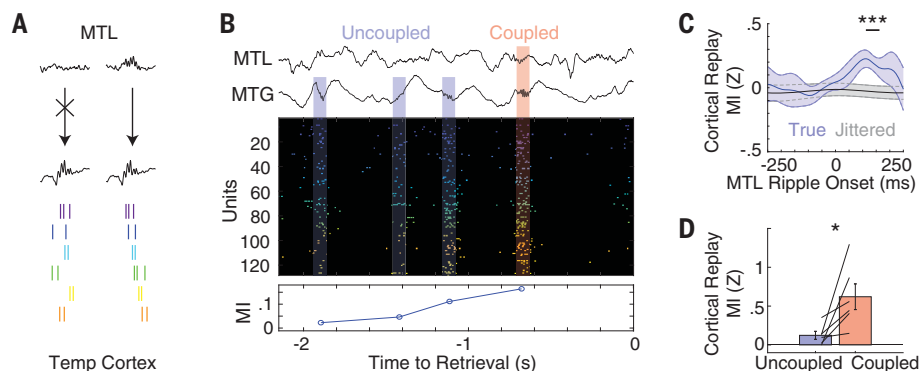 A
MTL
Temp Cortex
B
Uncoupled
Coupled
MTL
MTG
Units
20
40
60
80
100
120
MI
.1
0
-2
-1
0
Time to Retrieval (s)
C
Cortical Replay
MI (Z)
.5
0
-.5
***
True
Jittered
-250
0
250
MTL Ripple Onset (ms)
D
Cortical Replay
MI (Z)
1
.5
0
*
Uncoupled
Coupled